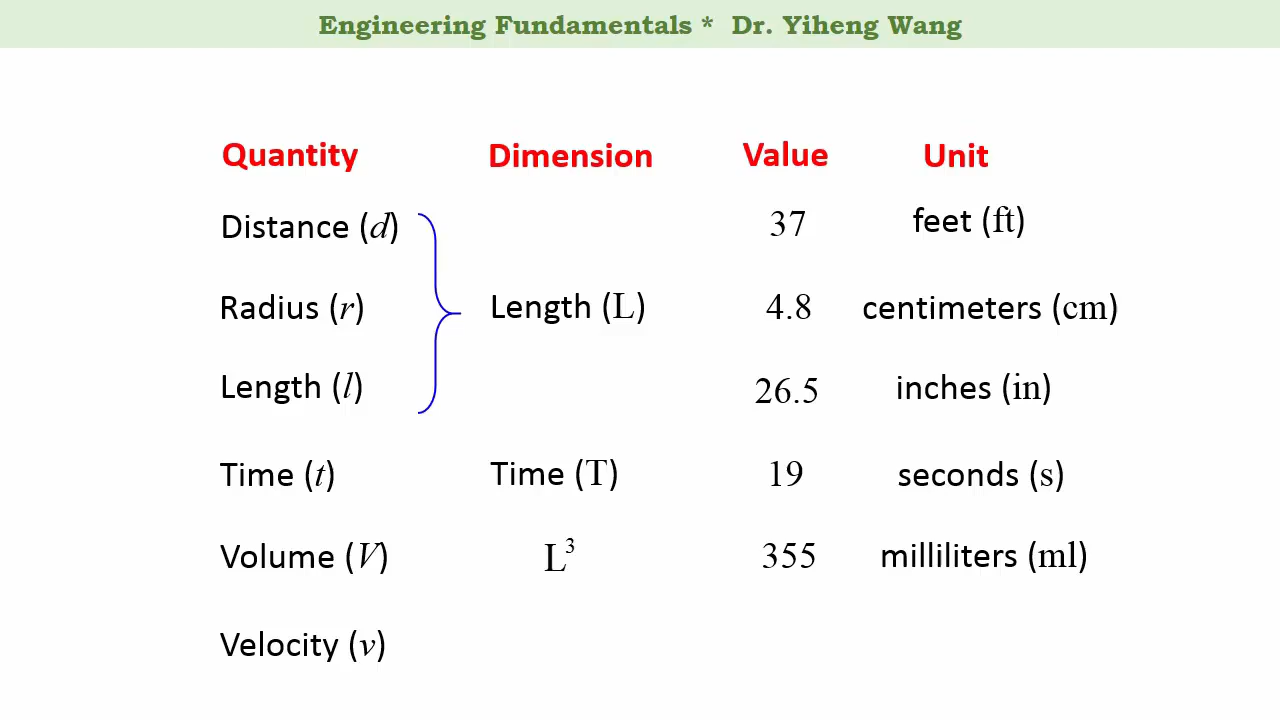 Engineering Fundamentals * Dr. Yiheng Wang
Quantity Dimension Value Unit
Distance (d) 37 feet (ft)
Radius (r) Length (L) 4.8 centimeters (cm)
Length (l) 26.5 inches (in)
Time (t) Time (T) 19 seconds (s)
Volume (V) L³ 355 milliliters (ml)
Velocity (v)